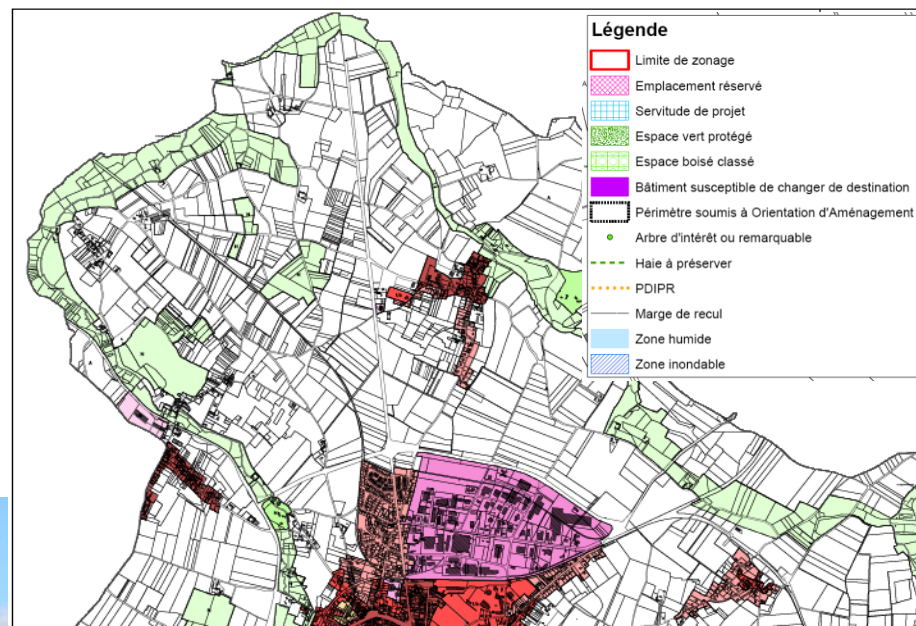 Légende
Limite de zonage
Emplacement réservé
Servitude de projet
Espace vert protégé
Espace boisé classé
Bâtiment susceptible de changer de destination
Périmètre soumis à Orientation d'Aménagement
Arbre d'intérêt ou remarquable
Haie à préserver
PDIPR
Marge de recul
Zone humide
Zone inondable